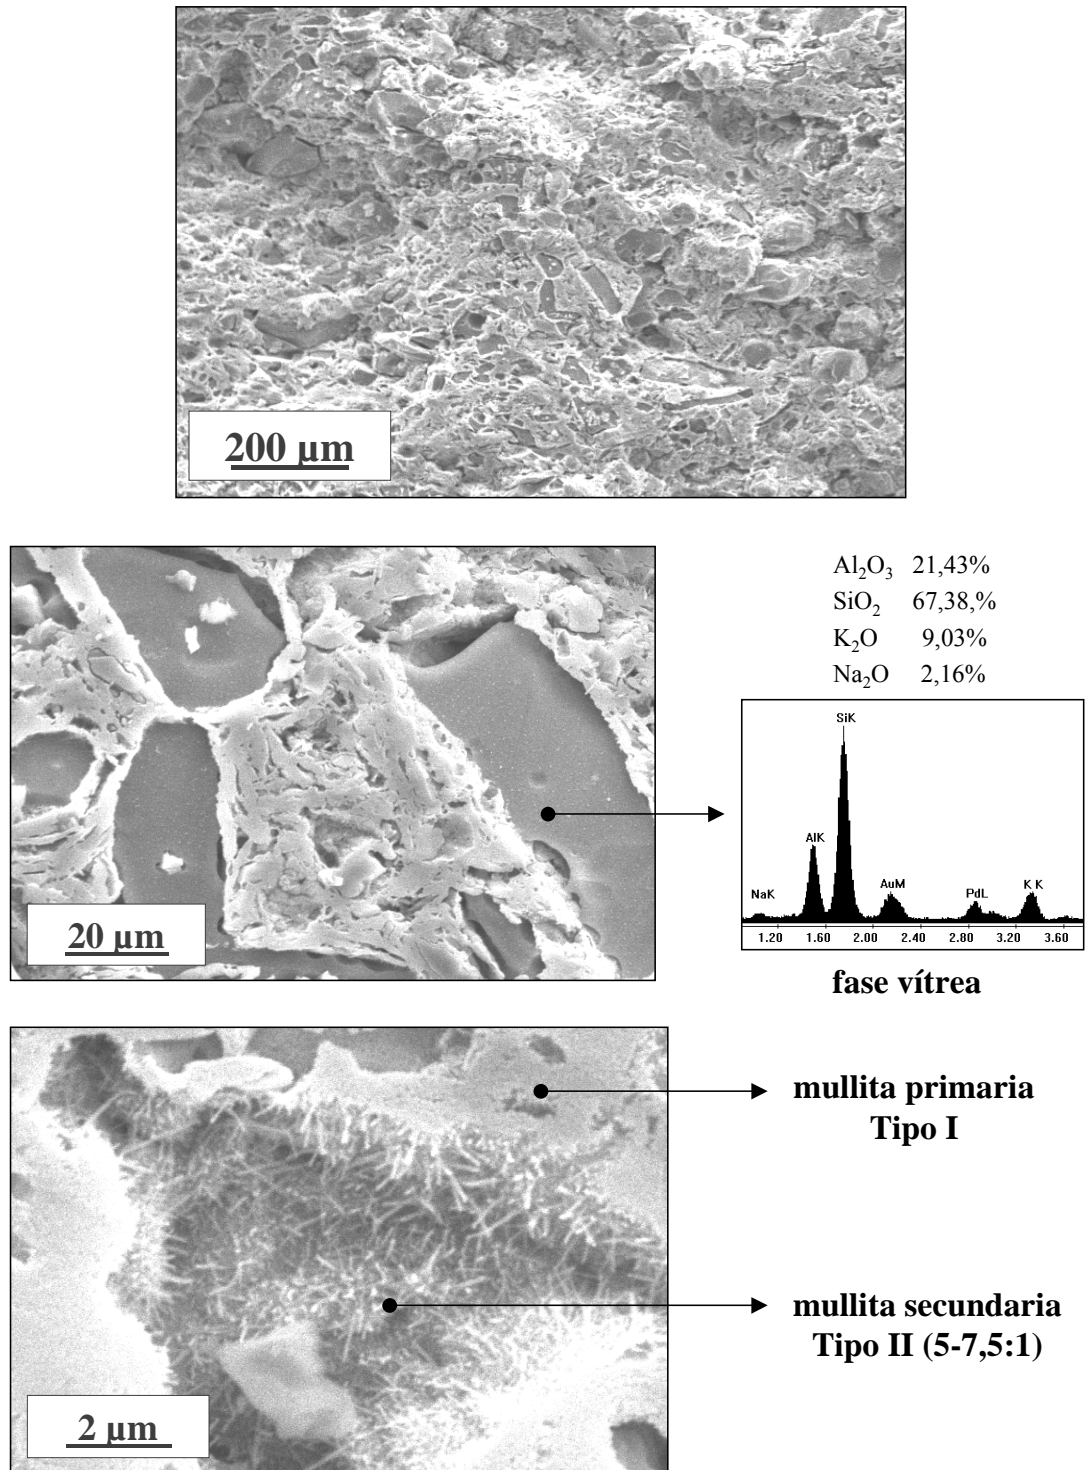 200 µm
Al₂O₃ 21,43%
SiO₂ 67,38,%
K₂O 9,03%
Na₂O 2,16%
SiK
AlK
NaK
AuM
PdL
K K
1.20 1.60 2.00 2.40 2.80 3.20 3.60
20 µm
fase vítrea
mullita primaria
Tipo I
mullita secundaria
Tipo II (5-7,5:1)
2 µm